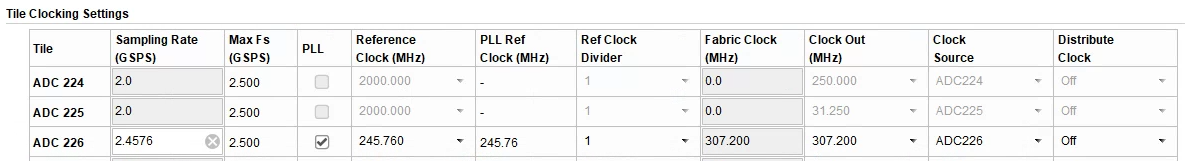 Tile Clocking Settings
Tile Sampling Rate (GSPS) Max Fs (GSPS) PLL Reference Clock (MHz) PLL Ref Clock (MHz) Ref Clock Divider Fabric Clock (MHz) Clock Out (MHz) Clock Source Distribute Clock
ADC 224 2.0 2.500 2000.000 - 1 0.0 250.000 ADC224 Off
ADC 225 2.0 2.500 2000.000 - 1 0.0 31.250 ADC225 Off
ADC 226 2.4576 2.500 245.760 245.76 1 307.200 307.200 ADC226 Off